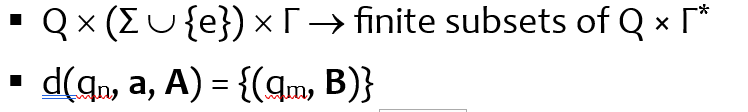 ▪ Q × (Σ ∪ {e}) × Γ → finite subsets of Q × Γ*
▪ d(qₙ, a, A) = {(qₘ, B)}